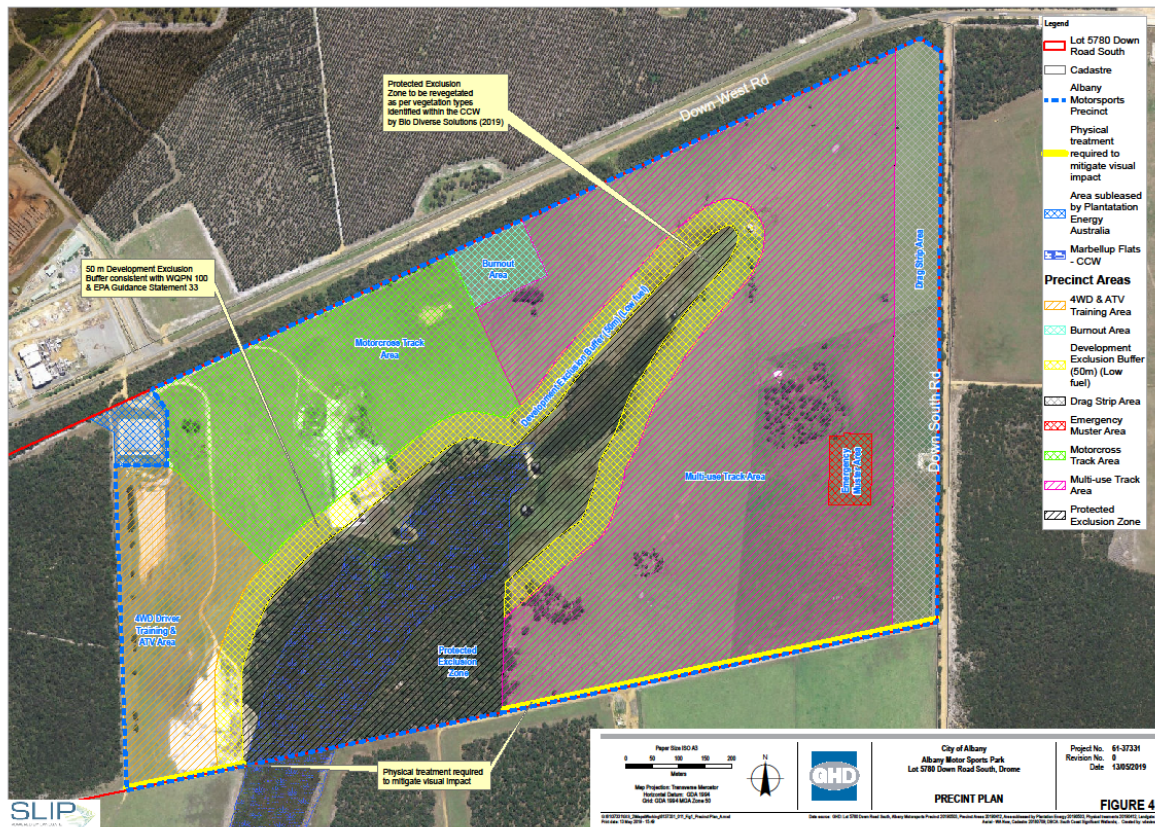 Protected Exclusion
Zone to be revegetated
as per vegetation types
identified within the CCW
by Bio Diverse Solutions (2019)
Down West Rd
50 m Development Exclusion
Buffer consistent with WQPN 100
& EPA Guidance Statement 33
Burnout
Area
Motorcross Track
Area
Development Exclusion Buffer (50m) (Low fuel)
Drag Strip Area
Down South Rd
Multi-use Track Area
Emergency
Muster Area
4WD Driver
Training &
ATV Area
Protected
Exclusion
Zone
Physical treatment required
to mitigate visual impact
Legend
Lot 5780 Down
Road South
Cadastre
Albany
Motorsports
Precinct
Physical
treatment
required to
mitigate visual
impact
Area subleased
by Plantatation
Energy
Australia
Marbellup Flats
- CCW
Precinct Areas
4WD & ATV
Training Area
Burnout Area
Development
Exclusion Buffer
(50m) (Low
fuel)
Drag Strip Area
Emergency
Muster Area
Motorcross
Track Area
Multi-use Track
Area
Protected
Exclusion Zone
SLIP
Paper Size ISO A3
0 50 100 150 200
Meters
Map Projection: Transverse Mercator
Horizontal Datum: GDA 1994
Grid: GDA 1994 MGA Zone 50
N
GHD
City of Albany
Albany Motor Sports Park
Lot 5780 Down Road South, Drome
PRECINT PLAN
Project No. 61-37331
Revision No. 0
Date 13/05/2019
FIGURE 4